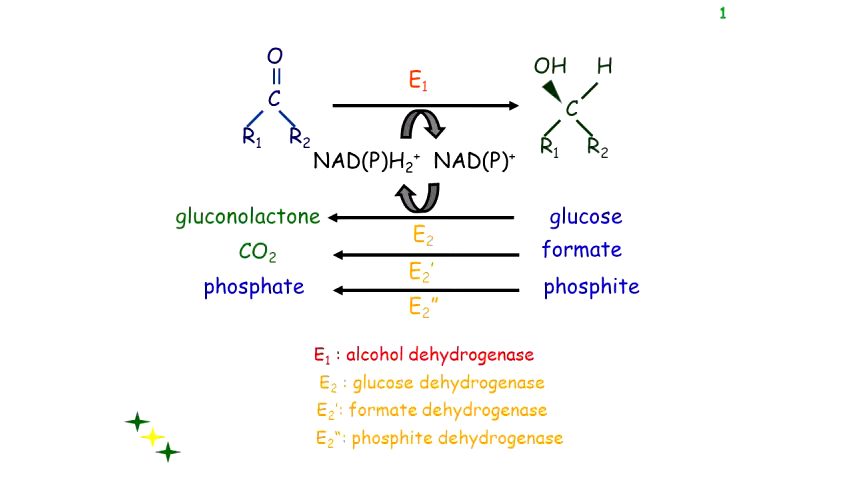 1
O
OH H
E₁
C
C
R₁ R₂
R₁ R₂
NAD(P)H₂⁺ NAD(P)⁺
gluconolactone glucose
E₂
CO₂ formate
E₂'
phosphate phosphite
E₂”
E₁ : alcohol dehydrogenase
E₂ : glucose dehydrogenase
E₂‘: formate dehydrogenase
E₂“: phosphite dehydrogenase